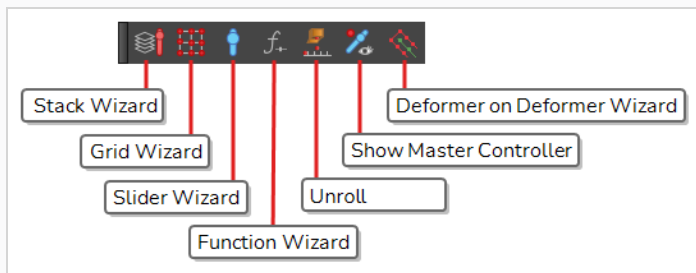 Stack Wizard
Deformer on Deformer Wizard
Grid Wizard
Show Master Controller
Slider Wizard
Unroll
Function Wizard